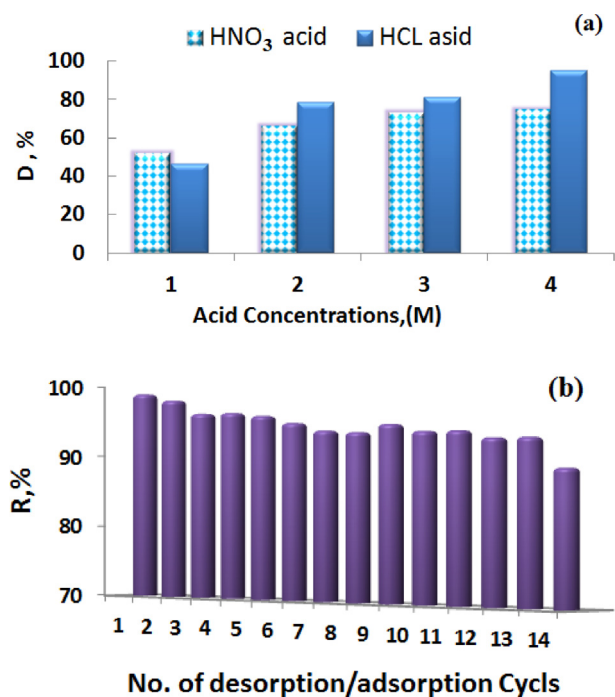 (a)
HNO₃ acid HCL asid
100
80
60
40
20
0
D, %
1 2 3 4
Acid Concentrations,(M)
(b)
100
90
80
70
R,%
1 2 3 4 5 6 7 8 9 10 11 12 13 14
No. of desorption/adsorption Cycls